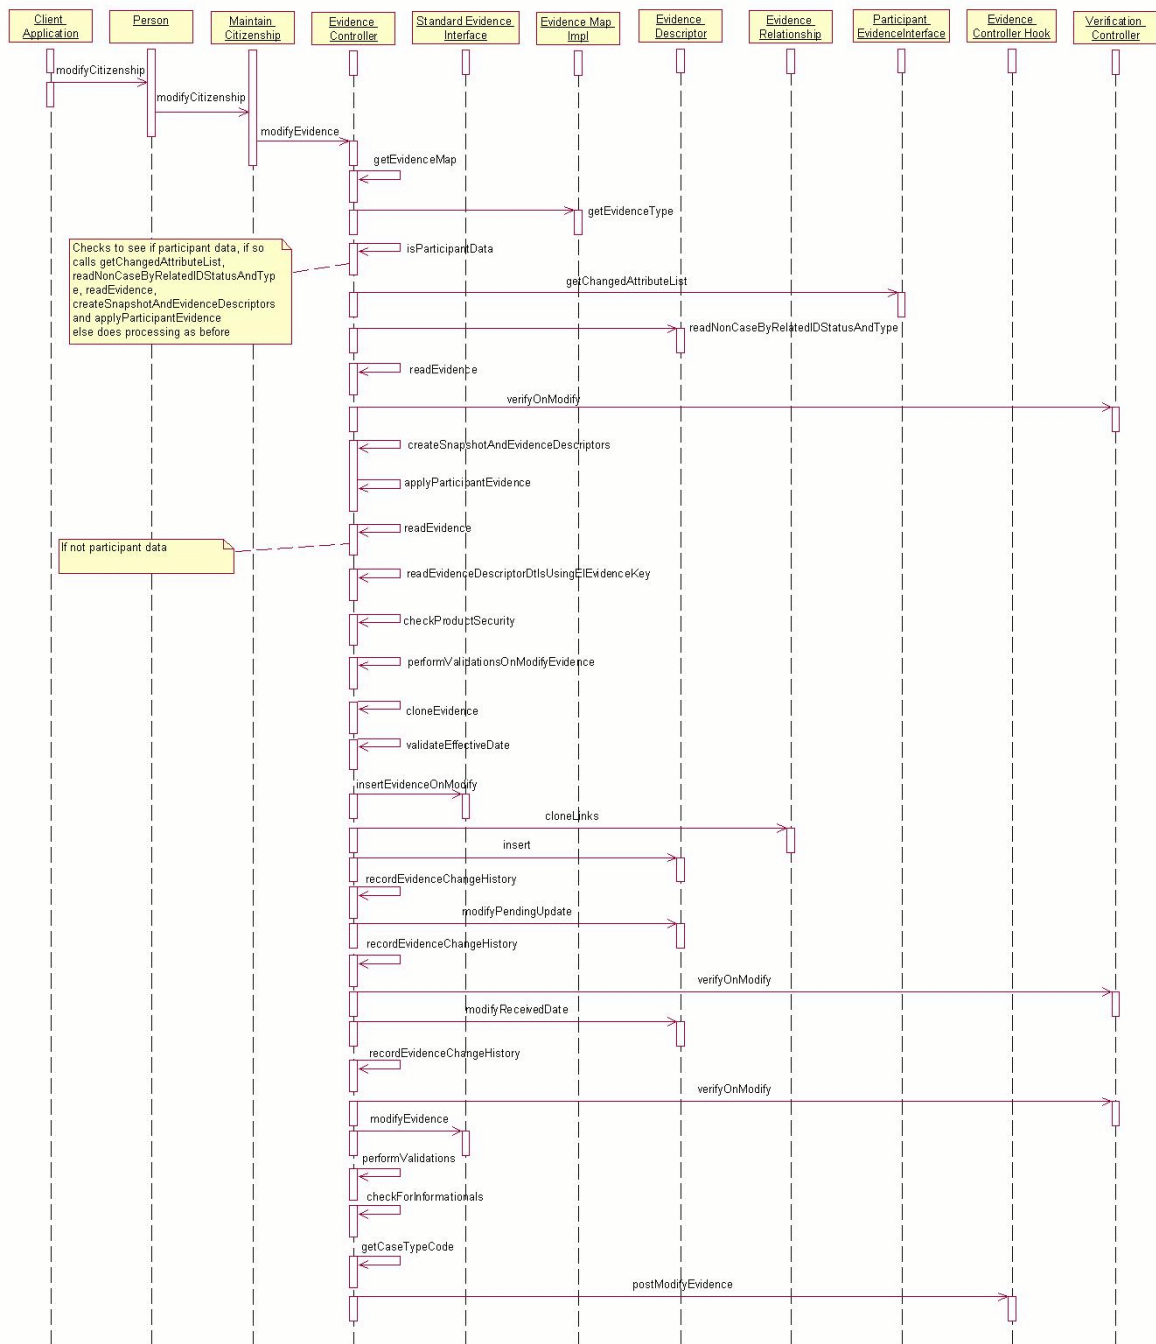 Client
Application
Person
Maintain
Citizenship
Evidence
Controller
Standard Evidence
Interface
Evidence Map
Impl
Evidence
Descriptor
Evidence
Relationship
Participant
EvidenceInterface
Evidence
Controller Hook
Verification
Controller
modifyCitizenship
modifyCitizenship
modifyEvidence
getEvidenceMap
getEvidenceType
isParticipantData
Checks to see if participant data, if so
calls getChangedAttributeList,
readNonCaseByRelatedIDStatusAndTyp
e, readEvidence,
createSnapshotAndEvidenceDescriptors
and applyParticipantEvidence
else does processing as before
getChangedAttributeList
readNonCaseByRelatedIDStatusAndType
readEvidence
verifyOnModify
createSnapshotAndEvidenceDescriptors
applyParticipantEvidence
readEvidence
If not participant data
readEvidenceDescriptorDtlsUsingEIEvidenceKey
checkProductSecurity
performValidationsOnModifyEvidence
cloneEvidence
validateEffectiveDate
insertEvidenceOnModify
cloneLinks
insert
recordEvidenceChangeHistory
modifyPendingUpdate
recordEvidenceChangeHistory
verifyOnModify
modifyReceivedDate
recordEvidenceChangeHistory
verifyOnModify
modifyEvidence
performValidations
checkForInformationals
getCaseTypeCode
postModifyEvidence